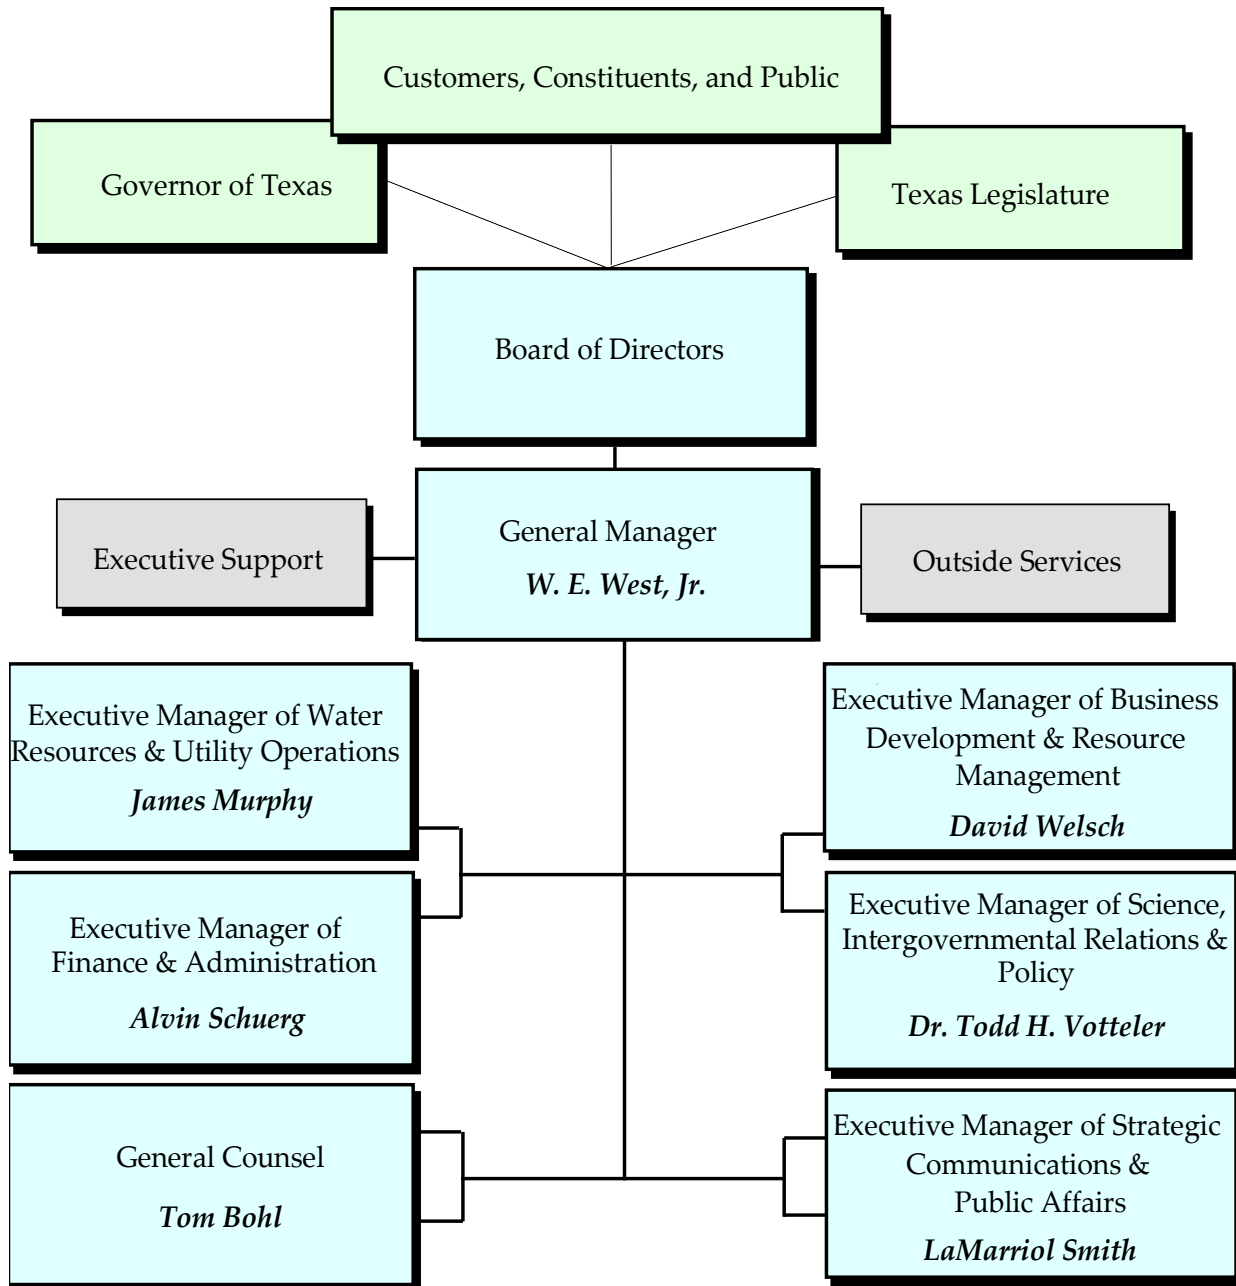 Customers, Constituents, and Public
Governor of Texas
Texas Legislature
Board of Directors
General Manager
W. E. West, Jr.
Executive Support
Outside Services
Executive Manager of Water
Resources & Utility Operations
James Murphy
Executive Manager of Business
Development & Resource
Management
David Welsch
Executive Manager of
Finance & Administration
Alvin Schuerg
Executive Manager of Science,
Intergovernmental Relations &
Policy
Dr. Todd H. Votteler
General Counsel
Tom Bohl
Executive Manager of Strategic
Communications &
Public Affairs
LaMarriol Smith